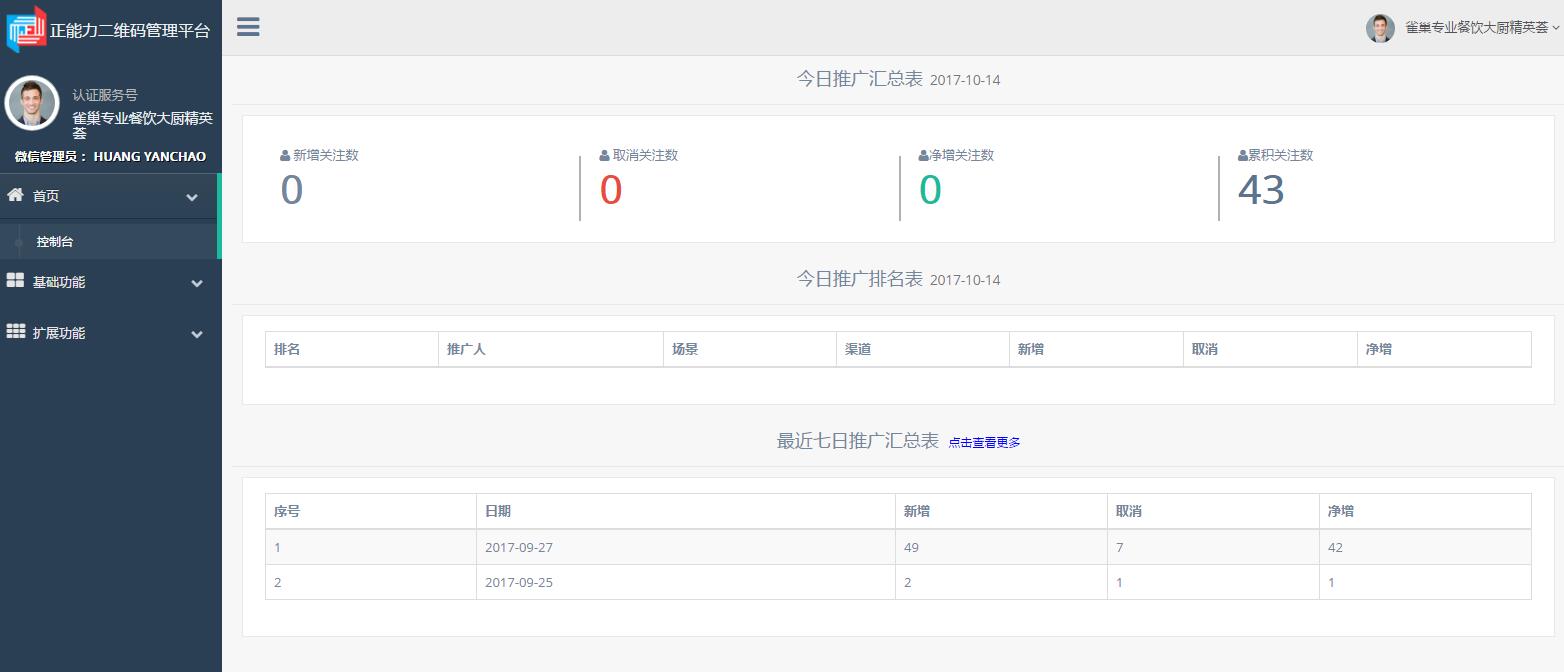 正能力二维码管理平台
雀巢专业餐饮大厨精英荟
认证服务号
雀巢专业餐饮大厨精英
荟
微信管理员： HUANG YANCHAO
首页
控制台
基础功能
扩展功能
今日推广汇总表 2017-10-14
新增关注数 取消关注数 净增关注数 累积关注数
0 0 0 43
今日推广排名表 2017-10-14
排名 推广人 场景 渠道 新增 取消 净增
最近七日推广汇总表 点击查看更多
序号 日期 新增 取消 净增
1 2017-09-27 49 7 42
2 2017-09-25 2 1 1